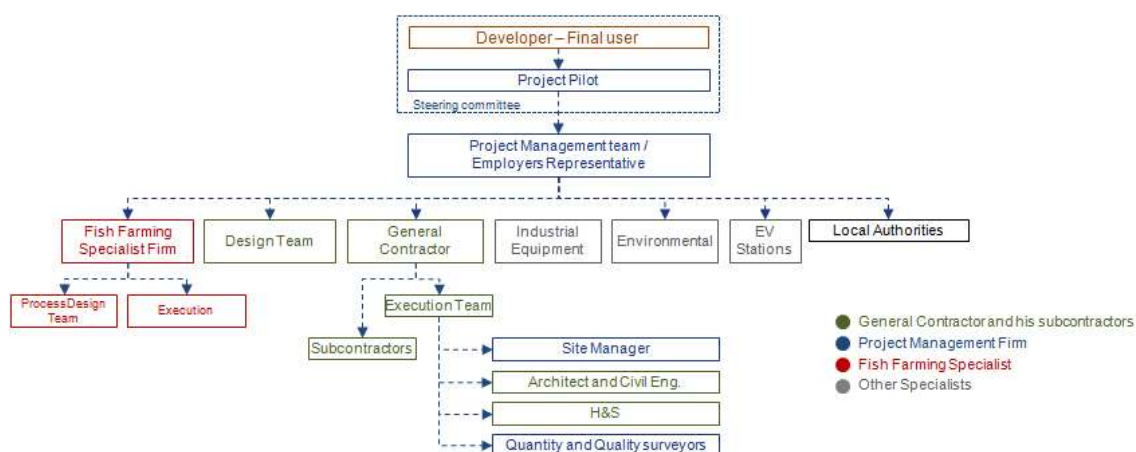 Developer – Final user
Project Pilot
Steering committee
Project Management team /
Employers Representative
Fish Farming
Specialist Firm
Design Team
General
Contractor
Industrial
Equipment
Environmental
EV
Stations
Local Authorities
Process Design
Team
Execution
Execution Team
Subcontractors
Site Manager
Architect and Civil Eng.
H&S
Quantity and Quality surveyors
General Contractor and his subcontractors
Project Management Firm
Fish Farming Specialist
Other Specialists